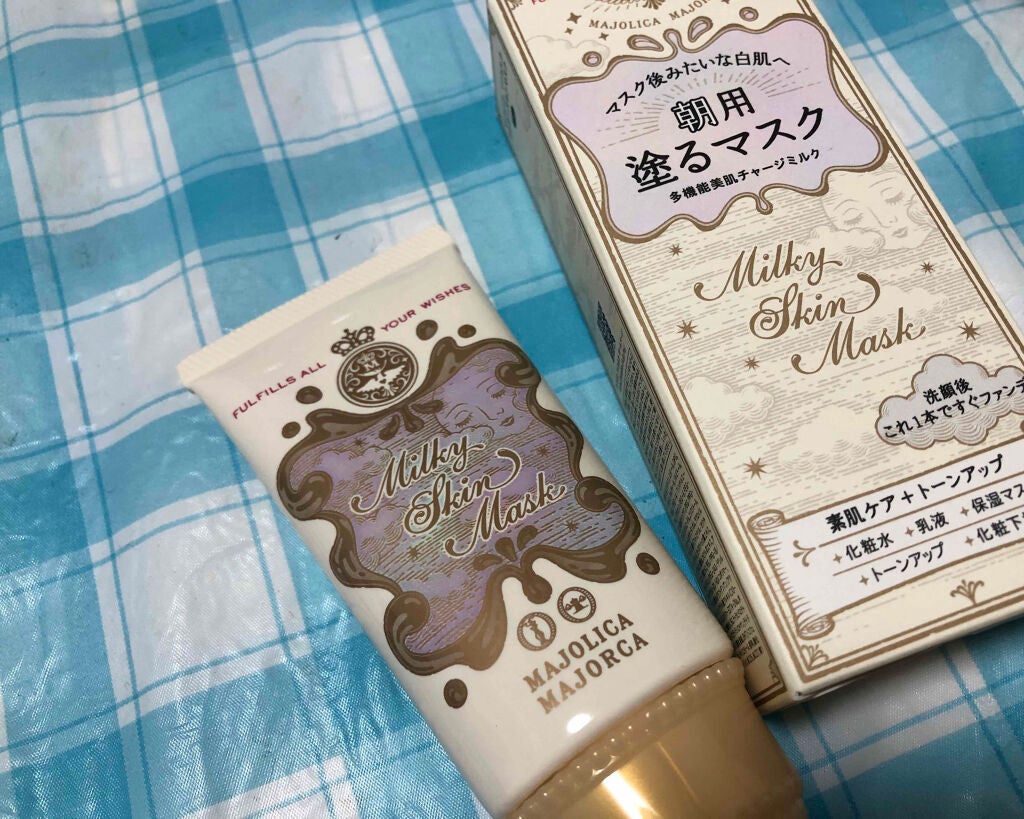 MAJOLICA MAJOR
マスク後みたいな白肌へ
朝用
塗るマスク
多機能美肌チャージミルク
Milky
Skin
Mask
洗顔後
これ1本ですぐファンデ
素肌ケア+トーンアップ
化粧水 乳液 保湿マス
トーンアップ 化粧下
FULFILLS ALL YOUR WISHES
Milky
Skin
Mask
MAJOLICA
MAJORCA